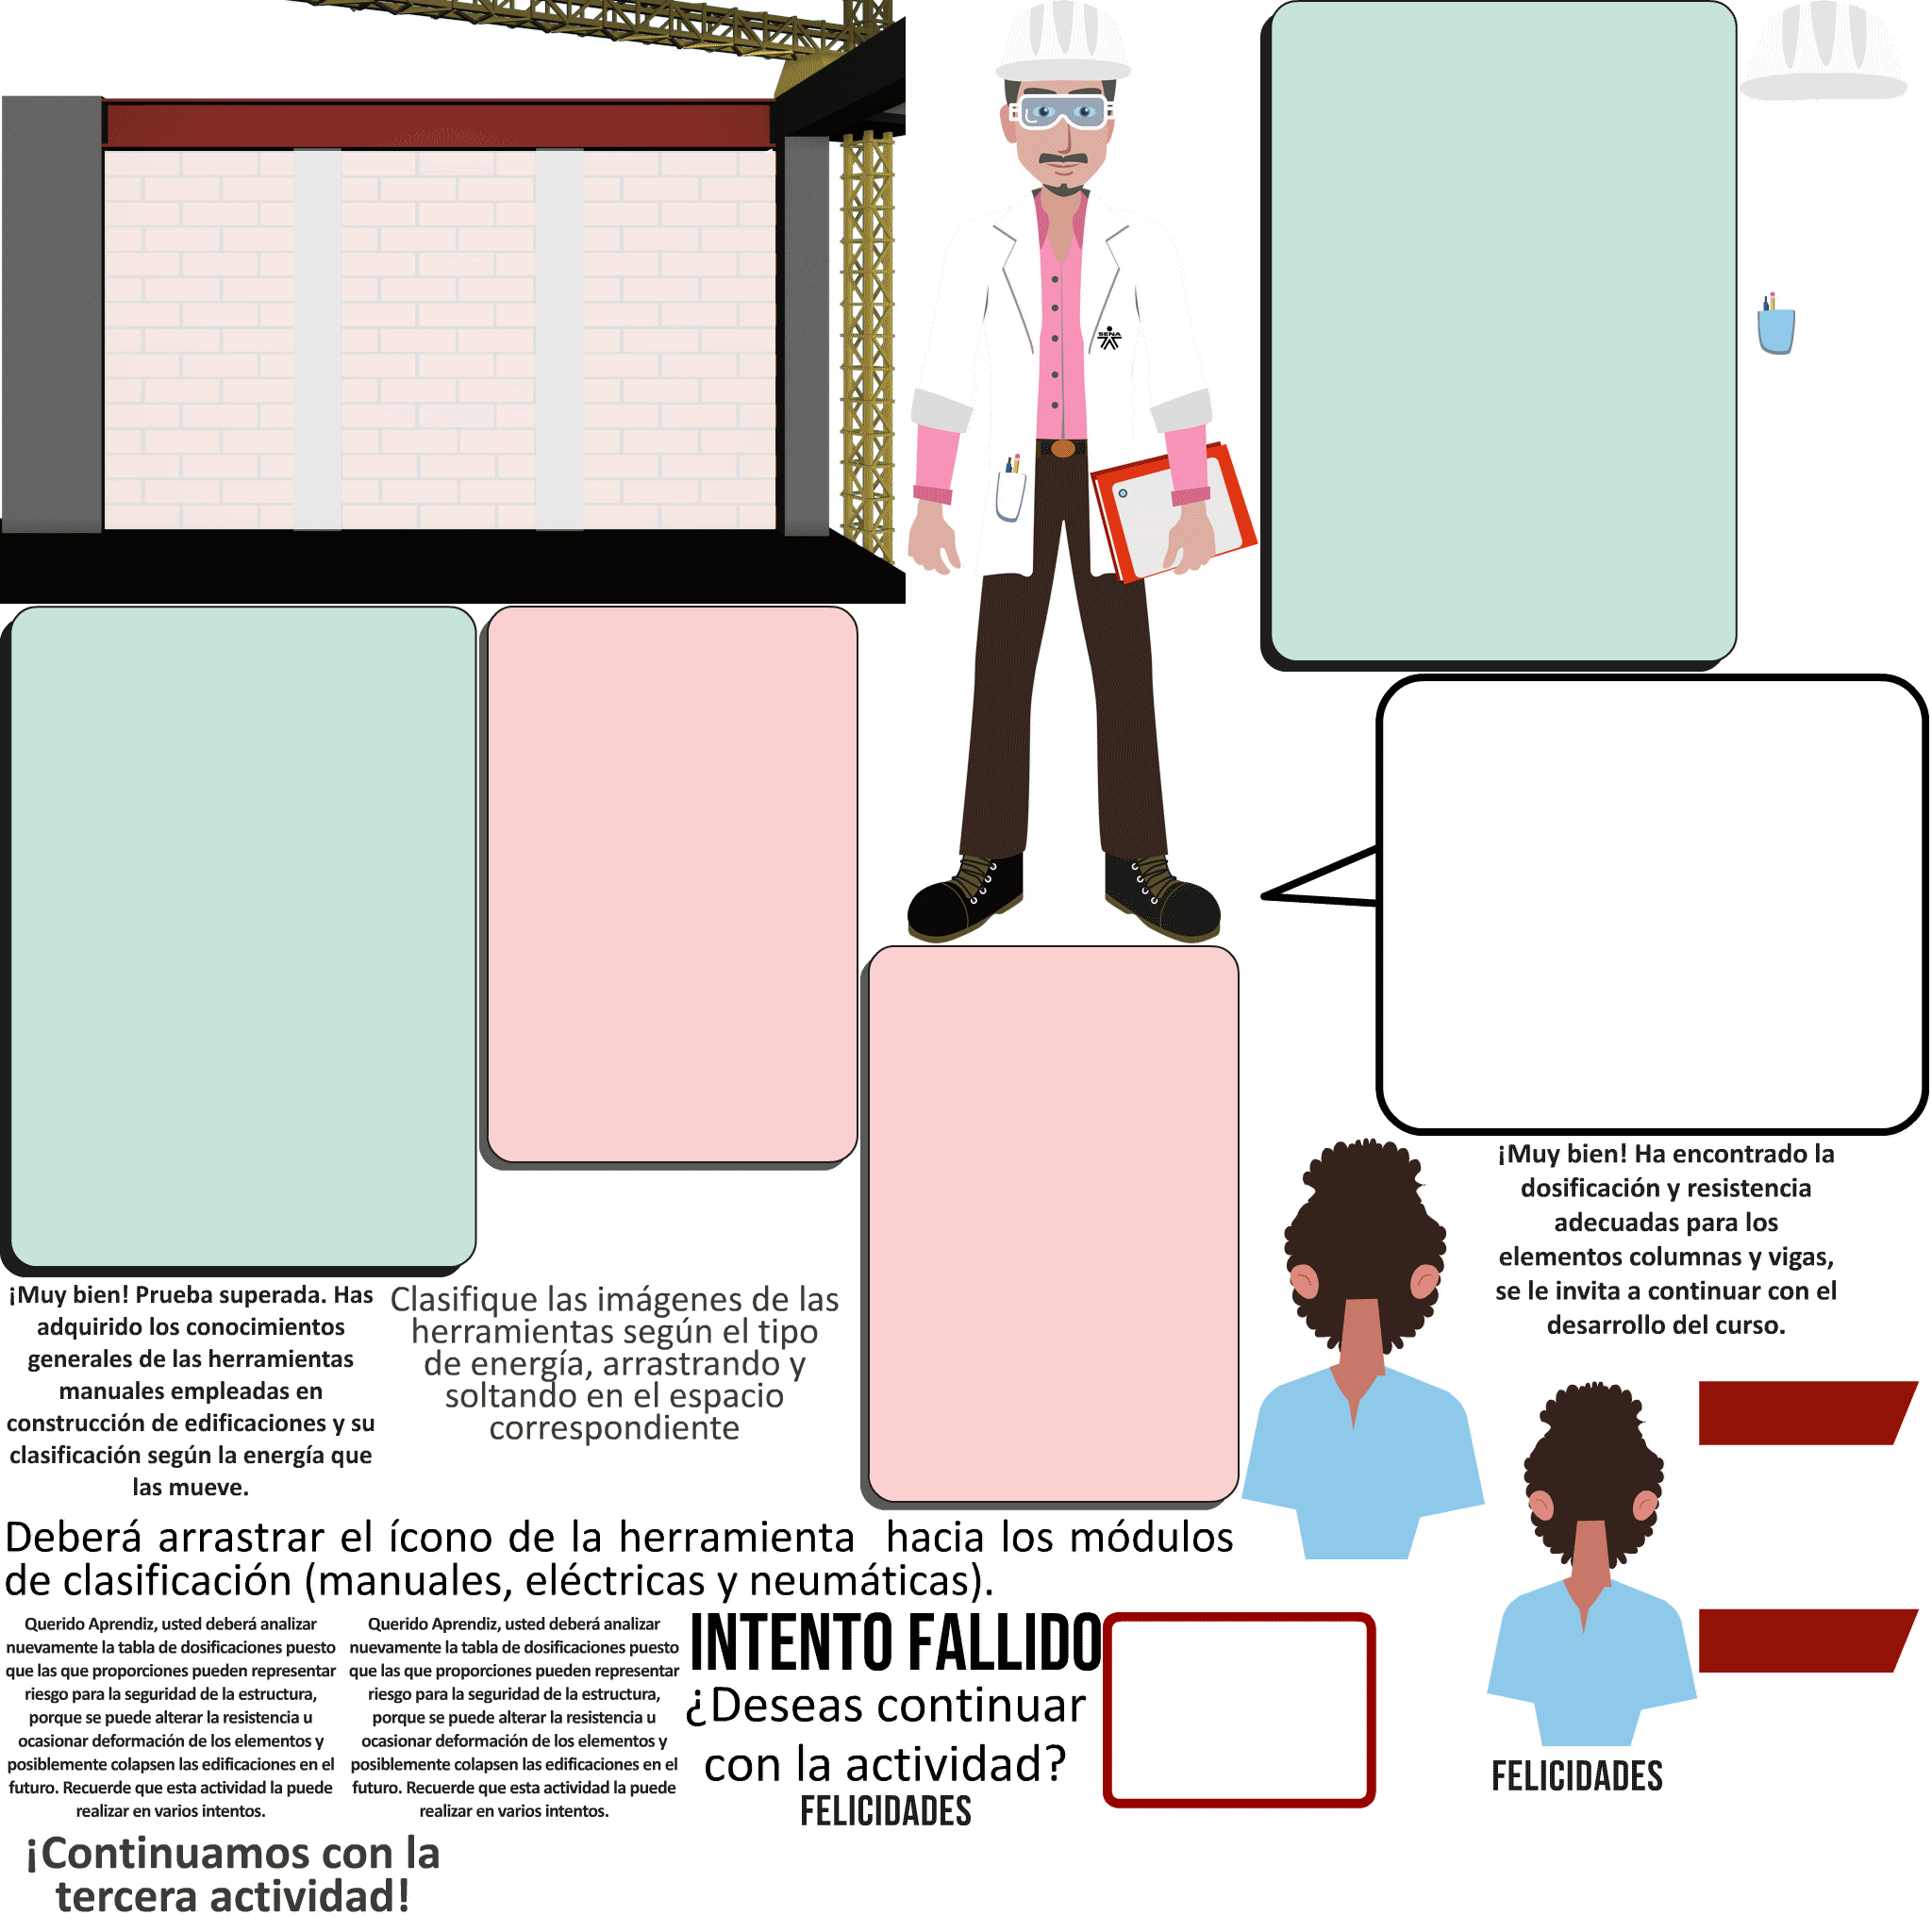 SENA
¡Muy bien! Ha encontrado la
dosificación y resistencia
adecuadas para los
elementos columnas y vigas,
se le invita a continuar con el
desarrollo del curso.
¡Muy bien! Prueba superada. Has
adquirido los conocimientos
generales de las herramientas
manuales empleadas en
construcción de edificaciones y su
clasificación según la energía que
las mueve.
Clasifique las imágenes de las
herramientas según el tipo
de energía, arrastrando y
soltando en el espacio
correspondiente
Deberá arrastrar el ícono de la herramienta hacia los módulos
de clasificación (manuales, eléctricas y neumáticas).
Querido Aprendiz, usted deberá analizar
nuevamente la tabla de dosificaciones puesto
que las que proporciones pueden representar
riesgo para la seguridad de la estructura,
porque se puede alterar la resistencia u
ocasionar deformación de los elementos y
posiblemente colapsen las edificaciones en el
futuro. Recuerde que esta actividad la puede
realizar en varios intentos.
Querido Aprendiz, usted deberá analizar
nuevamente la tabla de dosificaciones puesto
que las que proporciones pueden representar
riesgo para la seguridad de la estructura,
porque se puede alterar la resistencia u
ocasionar deformación de los elementos y
posiblemente colapsen las edificaciones en el
futuro. Recuerde que esta actividad la puede
realizar en varios intentos.
INTENTO FALLIDO
¿Deseas continuar
con la actividad?
FELICIDADES
FELICIDADES
¡Continuamos con la
tercera actividad!